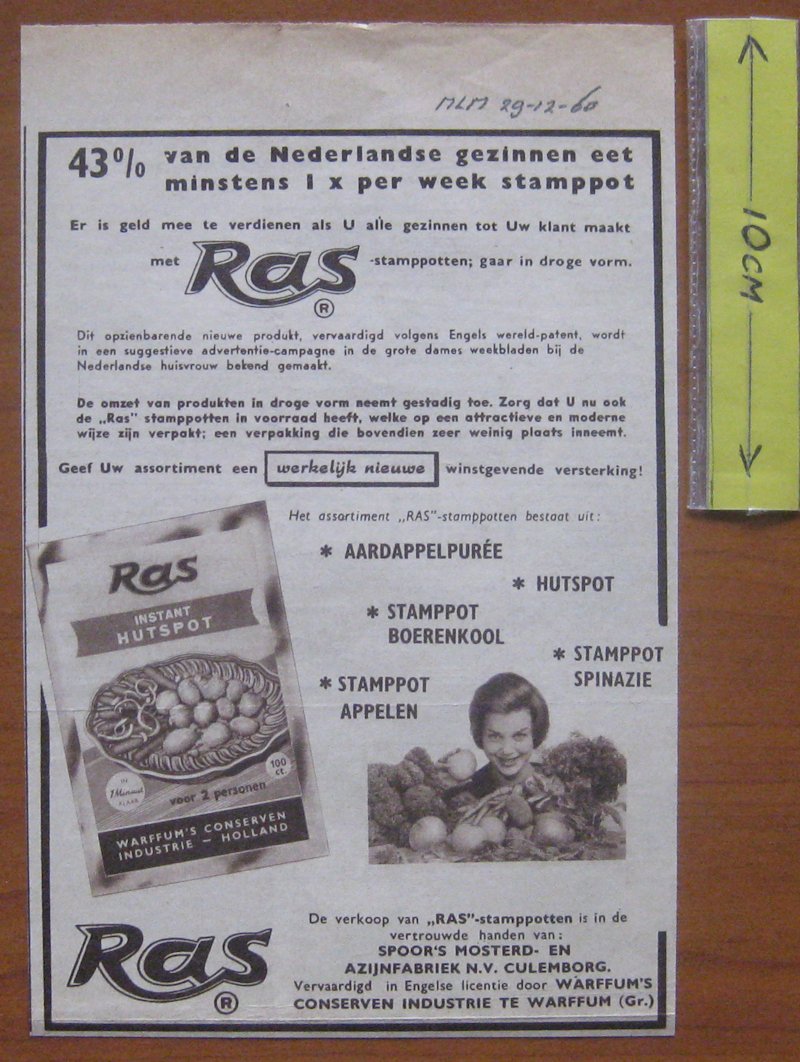 MLM 29-12-60
43% van de Nederlandse gezinnen eet
minstens 1 x per week stamppot
Er is geld mee te verdienen als U alle gezinnen tot Uw klant maakt
met Ras -stamppotten; gaar in droge vorm.
®
Dit opzienbarende nieuwe produkt, vervaardigd volgens Engels wereld-patent, wordt
in een suggestieve advertentie-campagne in de grote dames weekbladen bij de
Nederlandse huisvrouw bekend gemaakt.
De omzet van produkten in droge vorm neemt gestadig toe. Zorg dat U nu ook
de „Ras" stamppotten in voorraad heeft, welke op een attractieve en moderne
wijze zijn verpakt; een verpakking die bovendien zeer weinig plaats inneemt.
Geef Uw assortiment een werkelijk nieuwe winstgevende versterking!
Het assortiment „RAS"-stamppotten bestaat uit:
* AARDAPPELPURÉE
* HUTSPOT
* STAMPPOT
BOERENKOOL
* STAMPPOT
SPINAZIE
* STAMPPOT
APPELEN
Ras
INSTANT
HUTSPOT
IN
1 Minuut
KLAAR
100
ct.
voor 2 personen
WARFFUM'S CONSERVEN
INDUSTRIE – HOLLAND
Ras
®
De verkoop van „RAS"-stamppotten is in de
vertrouwde handen van:
SPOOR'S MOSTERD- EN
AZIJNFABRIEK N.V. CULEMBORG.
Vervaardigd in Engelse licentie door WARFFUM'S
CONSERVEN INDUSTRIE TE WARFFUM (Gr.)
10CM